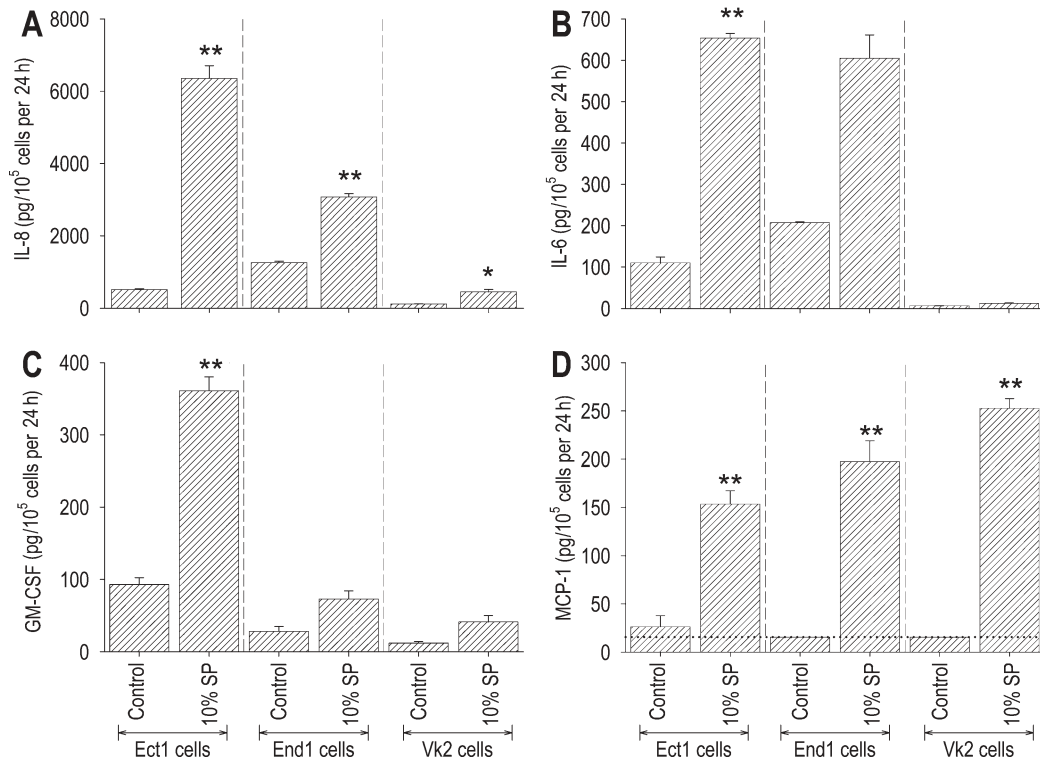 A
IL-8 (pg/10⁵ cells per 24 h)
8000
6000
4000
2000
0
**
**
*
B
IL-6 (pg/10⁵ cells per 24 h)
700
600
500
400
300
200
100
0
**
C
GM-CSF (pg/10⁵ cells per 24 h)
400
300
200
100
0
**
Control
10% SP
Control
10% SP
Control
10% SP
Ect1 cells
End1 cells
Vk2 cells
D
MCP-1 (pg/10⁵ cells per 24 h)
300
250
200
150
100
50
0
**
**
**
Control
10% SP
Control
10% SP
Control
10% SP
Ect1 cells
End1 cells
Vk2 cells